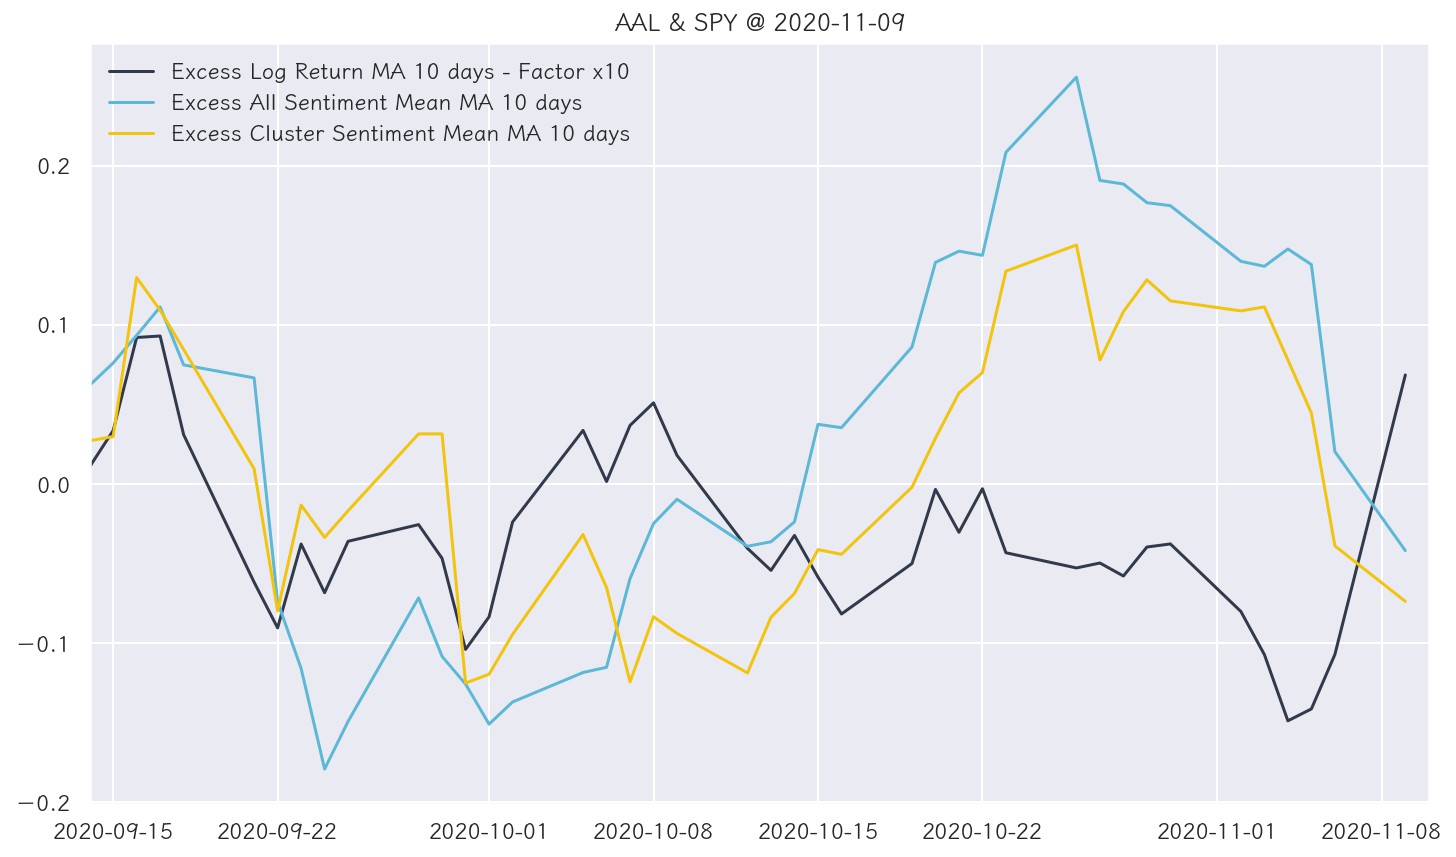 AAL & SPY @ 2020-11-09
Excess Log Return MA 10 days - Factor x10
Excess All Sentiment Mean MA 10 days
Excess Cluster Sentiment Mean MA 10 days
0.2
0.1
0.0
−0.1
−0.2
2020-09-15 2020-09-22 2020-10-01 2020-10-08 2020-10-15 2020-10-22 2020-11-01 2020-11-08